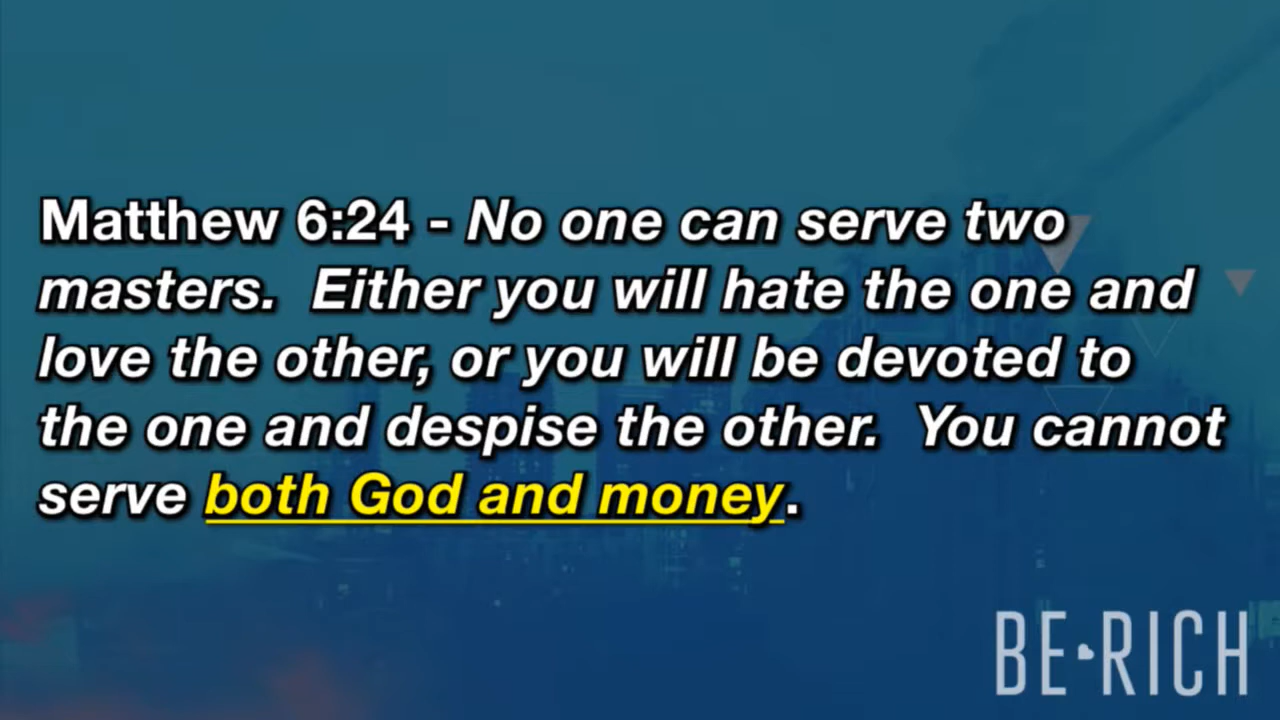 Matthew 6:24 - No one can serve two
masters.  Either you will hate the one and
love the other, or you will be devoted to
the one and despise the other.  You cannot
serve both God and money.
BE RICH